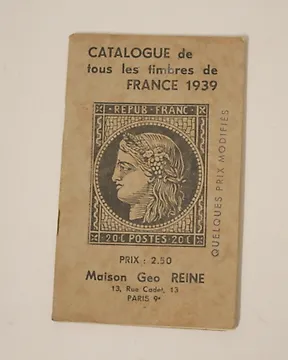 CATALOGUE de
tous les timbres de
FRANCE 1939
REPUB·FRANC·
20c POSTES·20c
QUELQUES PRIX MODIFIÉS
PRIX : 2.50
Maison Geo REINE
13, Rue Cadet, 13
PARIS 9e